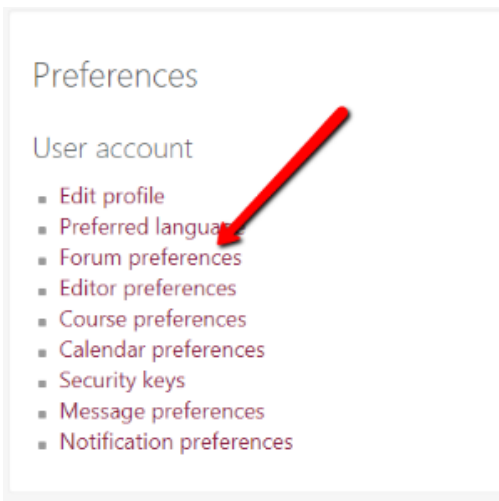 Preferences
User account
Edit profile
Preferred language
Forum preferences
Editor preferences
Course preferences
Calendar preferences
Security keys
Message preferences
Notification preferences